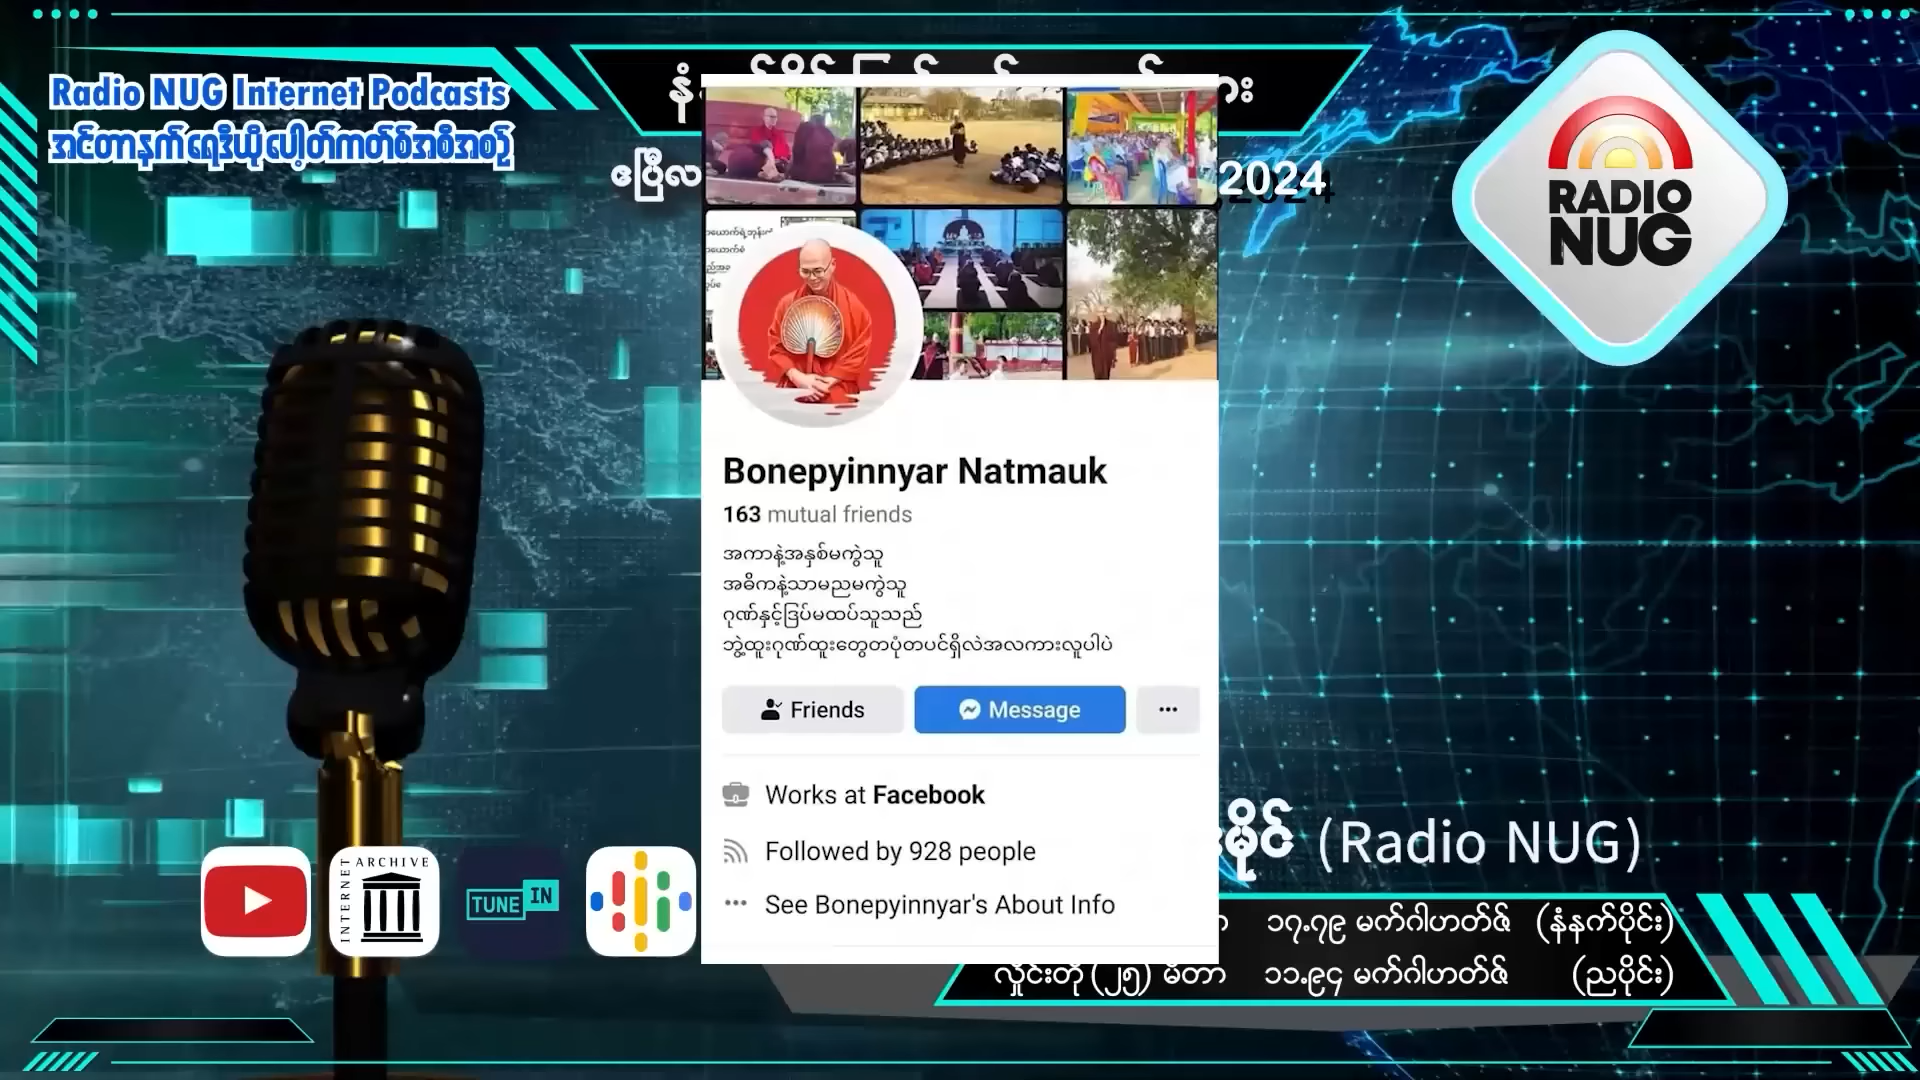 Radio NUG Internet Podcasts
အင်တာနက်ရေဒီယိုပေါ့တ်ကတ်စ်အစီအစဉ်
ဧပြီလ
2024
RADIO
NUG
Bonepyinnyar Natmauk
163 mutual friends
အကာနဲ့အနှစ်မကွဲသူ
အဓိကနဲ့သာမညမကွဲသူ
ဂုဏ်နှင့်ဒြပ်မထပ်သူသည်
ဘွဲ့ထူးဂုဏ်ထူးတွေတပုံတပင်ရှိလဲအလကားလူပါပဲ
Friends
Message
Works at Facebook
Followed by 928 people
See Bonepyinnyar's About Info
INTERNET ARCHIVE
TUNE IN
(Radio NUG)
၁၇.၇၉ မက်ဂါဟတ်ဇ် (နံနက်ပိုင်း)
လှိုင်းတို (၂၅) မီတာ ၁၁.၉၄ မက်ဂါဟတ်ဇ် (ညပိုင်း)